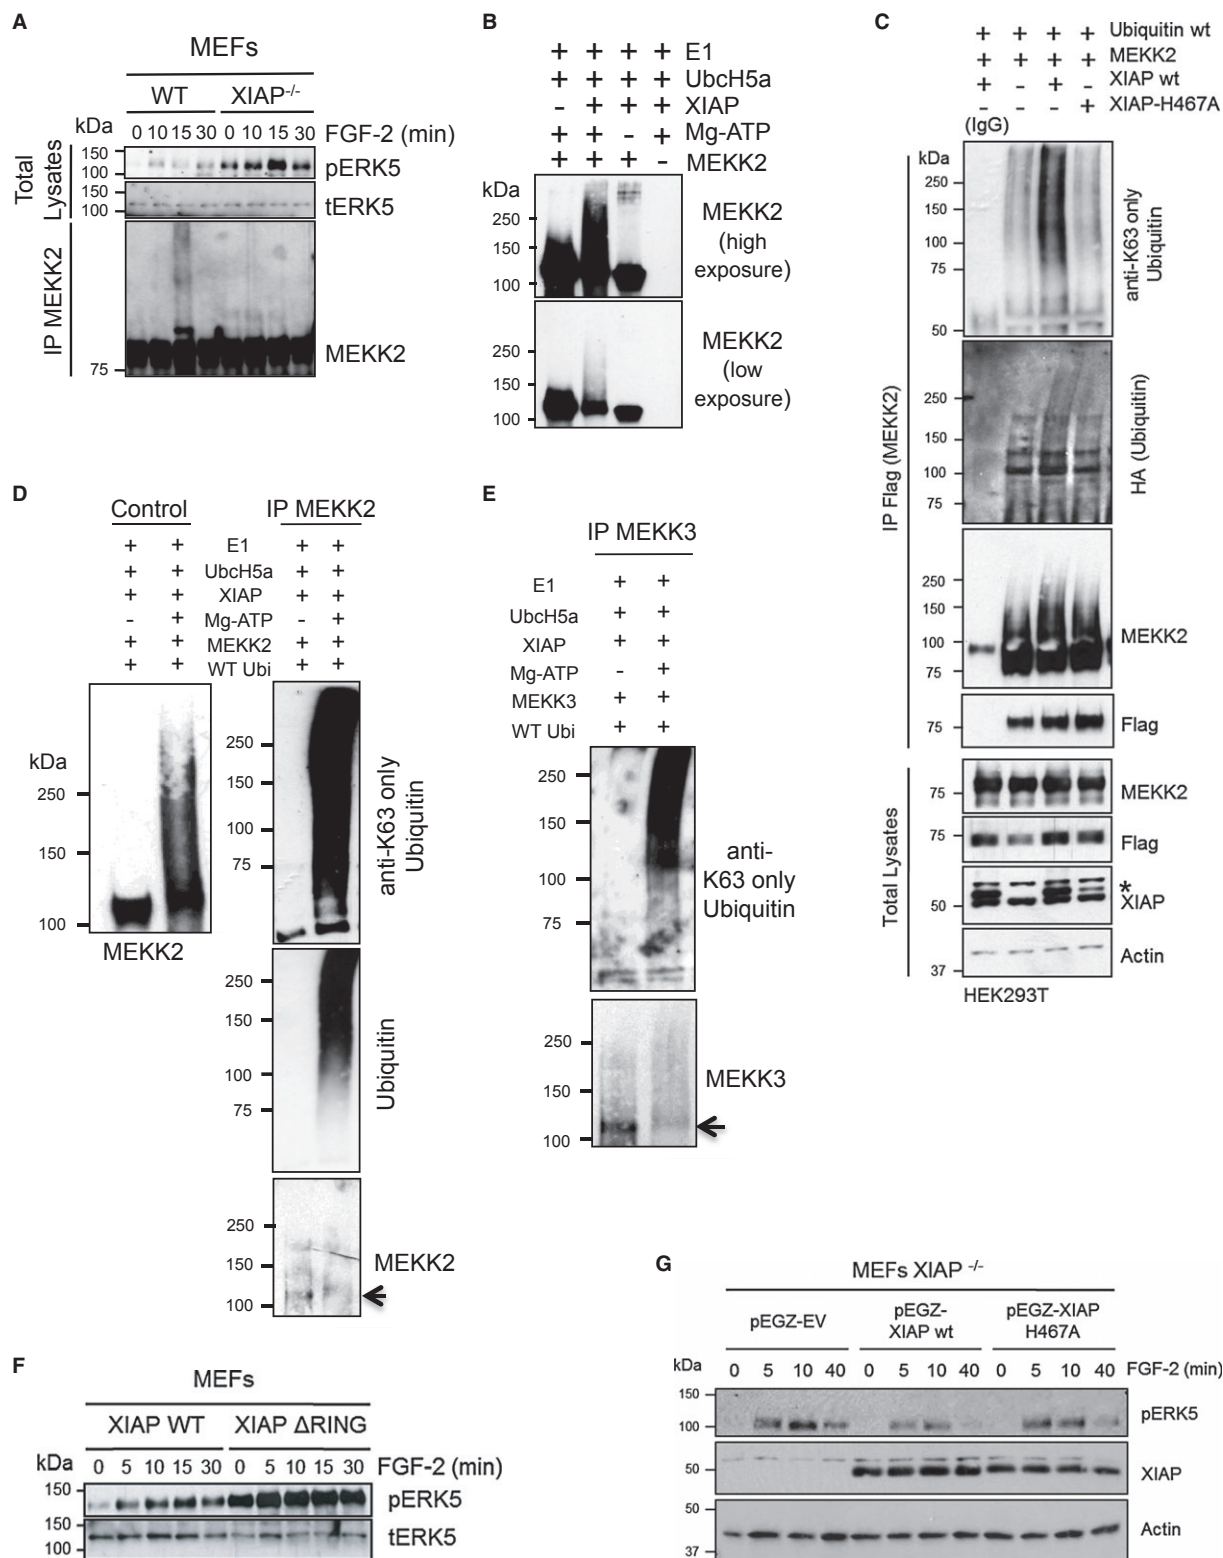 A
MEFs
WT XIAP-/-
kDa 0 10 15 30 0 10 15 30 FGF-2 (min)
Total Lysates
150
100
pERK5
150
100
tERK5
IP MEKK2
75
MEKK2
B
+ + + + E1
+ + + + UbcH5a
- + + + XIAP
+ + - + Mg-ATP
+ + + - MEKK2
kDa
250
150
100
MEKK2
(high
exposure)
250
150
100
MEKK2
(low
exposure)
C
+ + + + Ubiquitin wt
+ + + + MEKK2
+ - + - XIAP wt
- - - + XIAP-H467A
(IgG)
kDa
IP Flag (MEKK2)
250
150
100
75
50
anti-K63 only
Ubiquitin
250
150
100
75
HA (Ubiquitin)
250
150
100
75
MEKK2
75
Flag
Total Lysates
75
MEKK2
75
Flag
50
*
XIAP
37
Actin
HEK293T
D
Control IP MEKK2
+ + E1 + +
+ + UbcH5a + +
+ + XIAP + +
- + Mg-ATP - +
+ + MEKK2 + +
+ + WT Ubi + +
kDa
250
150
100
MEKK2
250
150
100
75
anti-K63 only
Ubiquitin
250
150
100
75
Ubiquitin
250
150
100
MEKK2
E
IP MEKK3
E1 + +
UbcH5a + +
XIAP + +
Mg-ATP - +
MEKK3 + +
WT Ubi + +
250
150
100
75
anti-
K63 only
Ubiquitin
250
150
100
MEKK3
F
MEFs
XIAP WT XIAP ΔRING
kDa 0 5 10 15 30 0 5 10 15 30 FGF-2 (min)
150
pERK5
150
100
tERK5
G
MEFs XIAP -/-
pEGZ-EV
pEGZ-
XIAP wt
pEGZ-XIAP
H467A
kDa 0 5 10 40 0 5 10 40 0 5 10 40 FGF-2 (min)
150
100
pERK5
50
XIAP
50
37
Actin